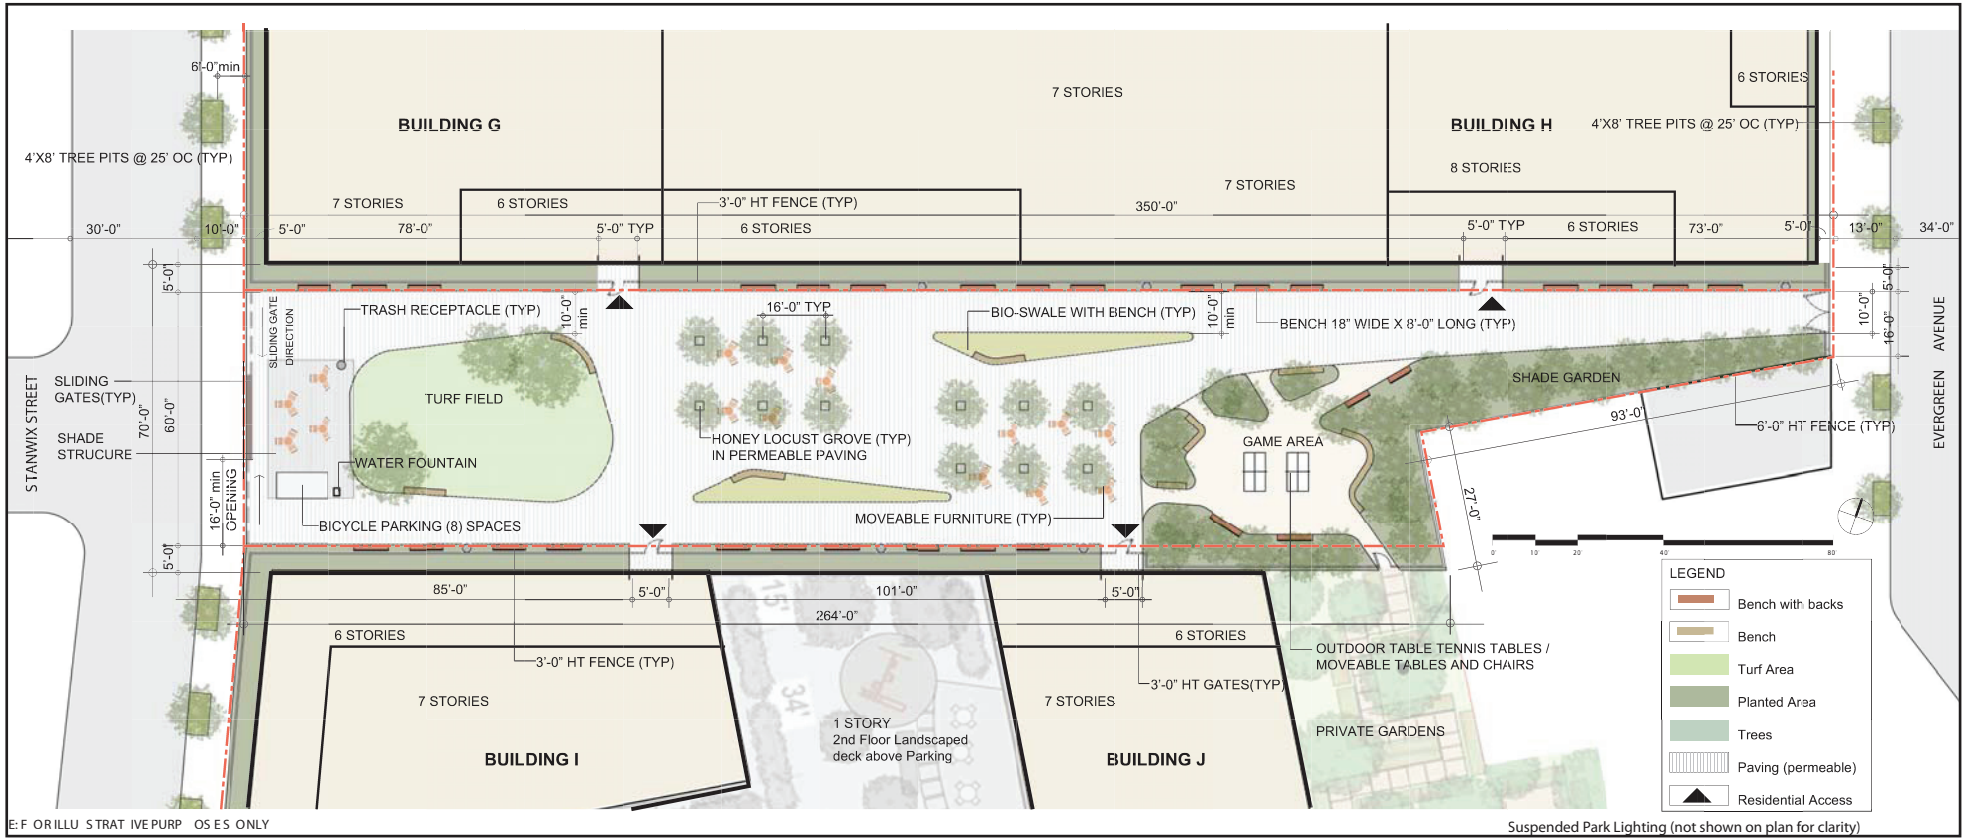 6'-0"min
BUILDING G
7 STORIES
BUILDING H
6 STORIES
4'X8' TREE PITS @ 25' OC (TYP)
4'X8' TREE PITS @ 25' OC (TYP)
8 STORIES
7 STORIES
7 STORIES
6 STORIES
3'-0" HT FENCE (TYP)
350'-0"
30'-0"
10'-0"
5'-0"
78'-0"
5'-0" TYP
6 STORIES
5'-0" TYP
6 STORIES
73'-0"
5'-0"
13'-0"
34'-0"
5'-0"
5'-0"
SLIDING GATE
DIRECTION
TRASH RECEPTACLE (TYP)
10'-0"
min
16'-0" TYP
BIO-SWALE WITH BENCH (TYP)
10'-0"
min
BENCH 18" WIDE X 8'-0" LONG (TYP)
10'-0"
16'-0"
EVERGREEN AVENUE
SLIDING
GATES(TYP)
STANWIX STREET
70'-0"
60'-0"
TURF FIELD
SHADE GARDEN
93'-0"
6'-0" HT FENCE (TYP)
SHADE
STRUCURE
HONEY LOCUST GROVE (TYP)
IN PERMEABLE PAVING
GAME AREA
WATER FOUNTAIN
16'-0" min
OPENING
BICYCLE PARKING (8) SPACES
MOVEABLE FURNITURE (TYP)
27'-0"
5'-0"
0'
10'
20'
40'
80'
85'-0"
5'-0"
15'
101'-0"
5'-0"
264'-0"
6 STORIES
6 STORIES
3'-0" HT FENCE (TYP)
OUTDOOR TABLE TENNIS TABLES /
MOVEABLE TABLES AND CHAIRS
3'-0" HT GATES(TYP)
7 STORIES
34'
7 STORIES
1 STORY
2nd Floor Landscaped
deck above Parking
PRIVATE GARDENS
BUILDING I
BUILDING J
LEGEND
Bench with backs
Bench
Turf Area
Planted Area
Trees
Paving (permeable)
Residential Access
E: FOR ILLUSTRATIVE PURPOSES ONLY
Suspended Park Lighting (not shown on plan for clarity)